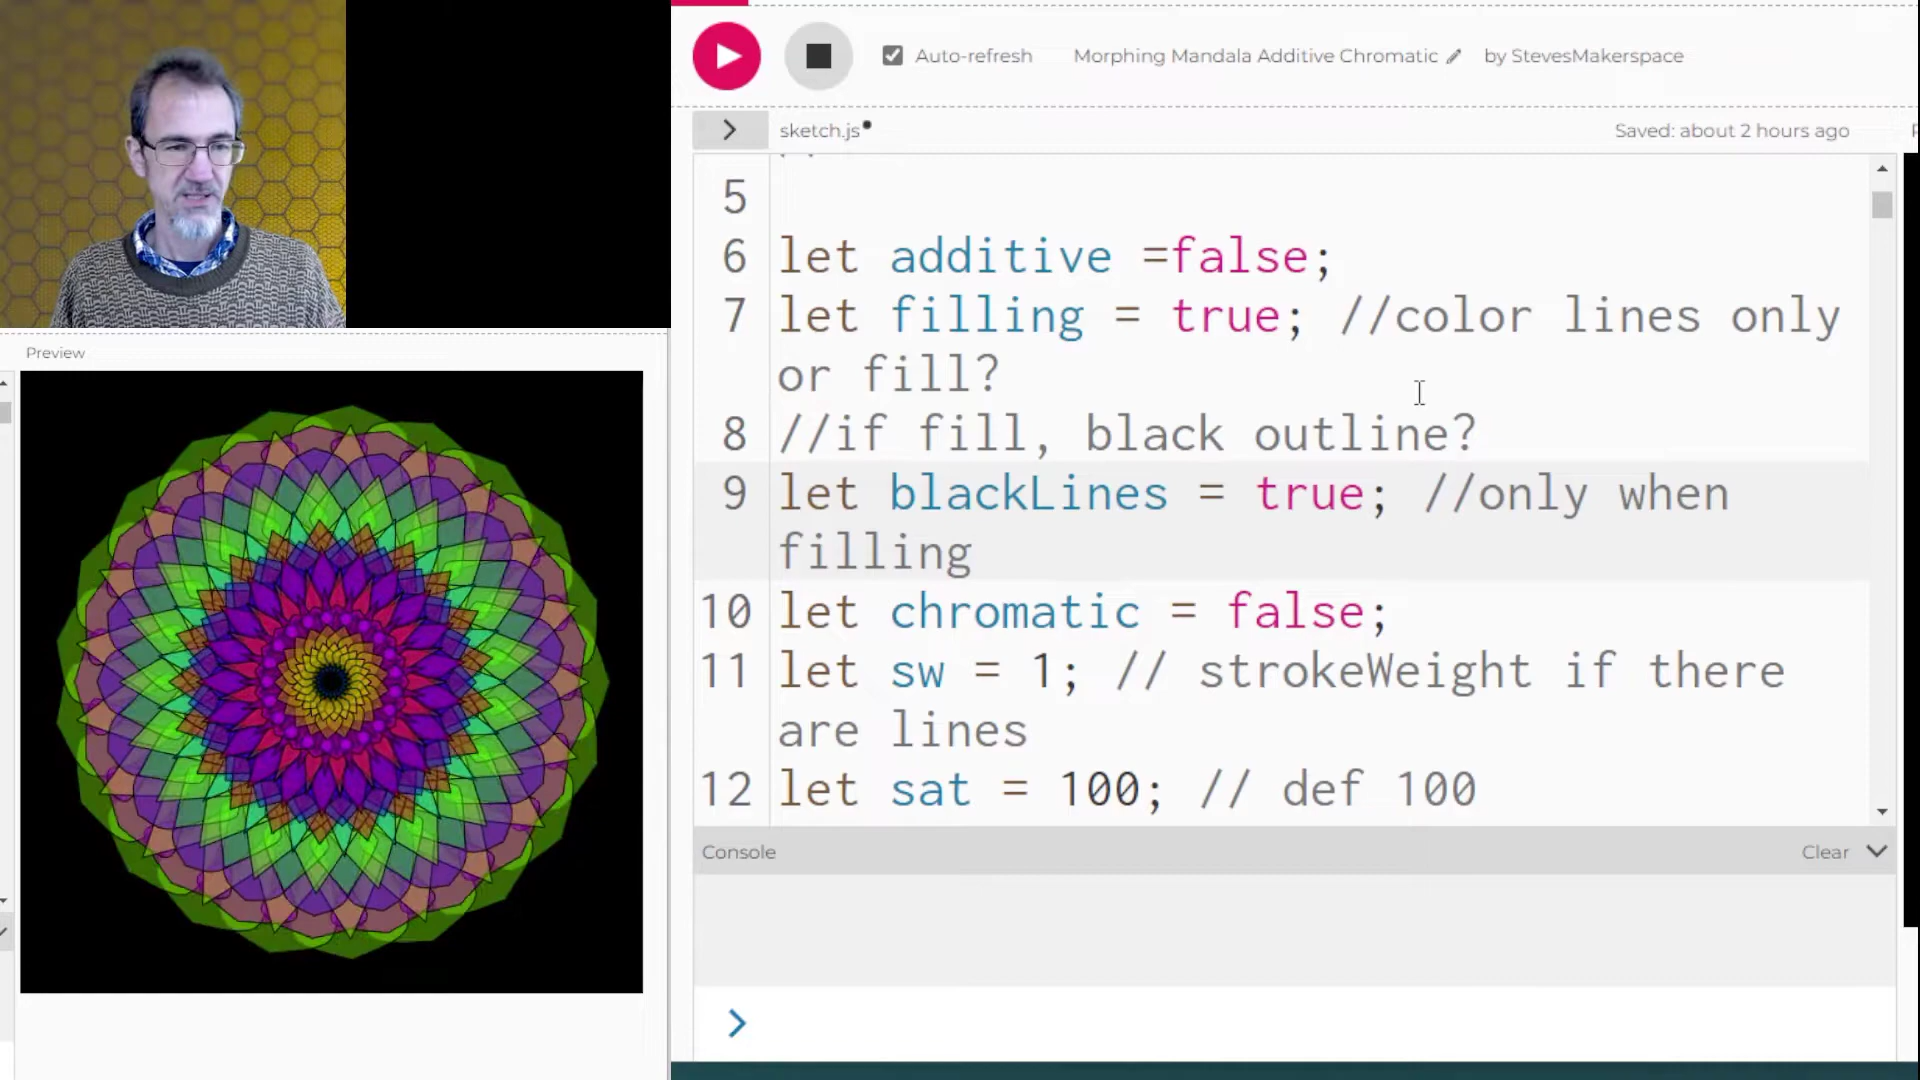 Auto-refresh
Morphing Mandala Additive Chromatic
by StevesMakerspace
sketch.js
Saved: about 2 hours ago
Preview
5
6 let additive =false;
7 let filling = true; //color lines only
or fill?
8 //if fill, black outline?
9 let blackLines = true; //only when
filling
10 let chromatic = false;
11 let sw = 1; // strokeWeight if there
are lines
12 let sat = 100; // def 100
Console
Clear